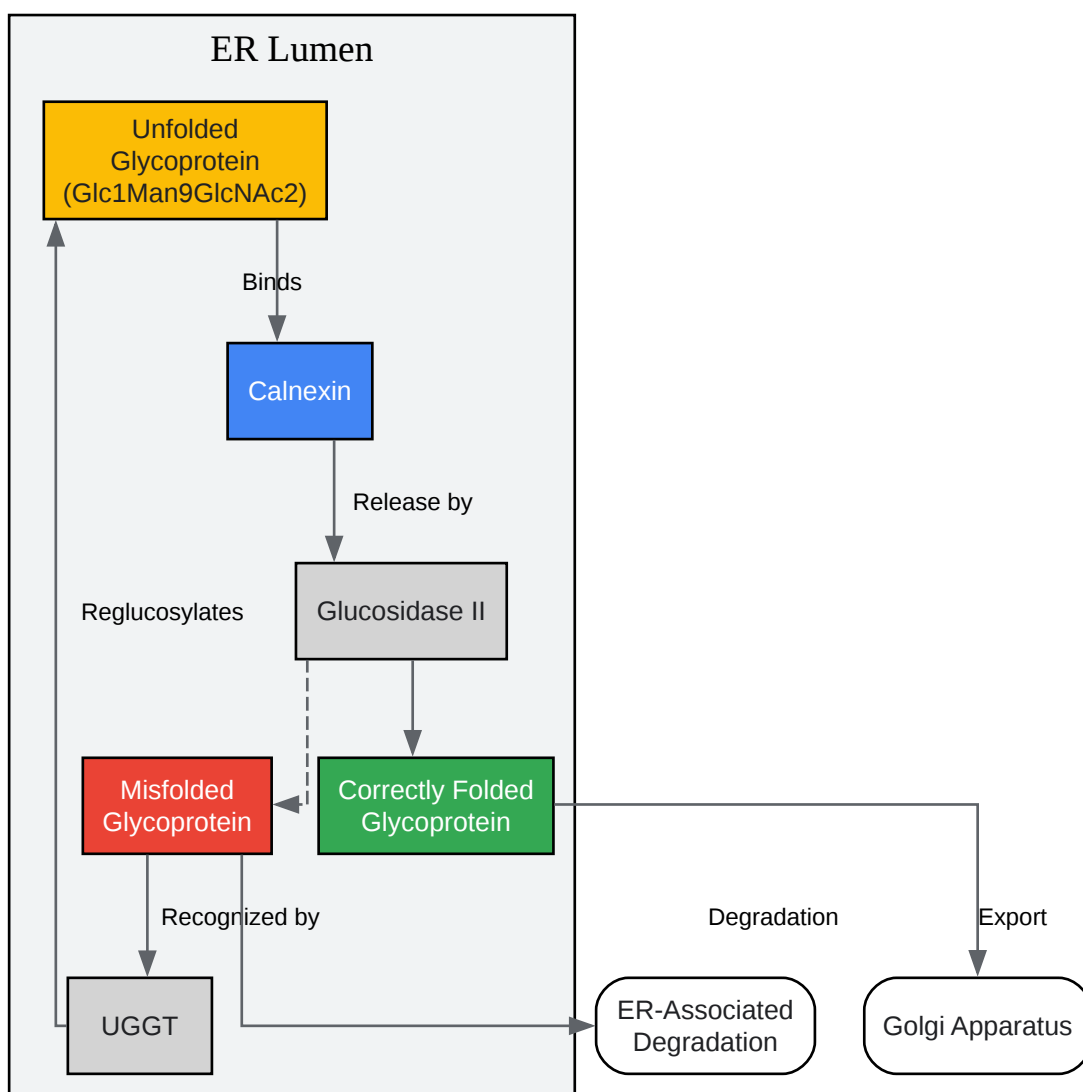 ER Lumen
Unfolded
Glycoprotein
(Glc1Man9GlcNAc2)
Binds
Calnexin
Release by
Glucosidase II
Reglucosylates
Misfolded
Glycoprotein
Correctly Folded
Glycoprotein
Recognized by
Degradation
Export
UGGT
ER-Associated
Degradation
Golgi Apparatus